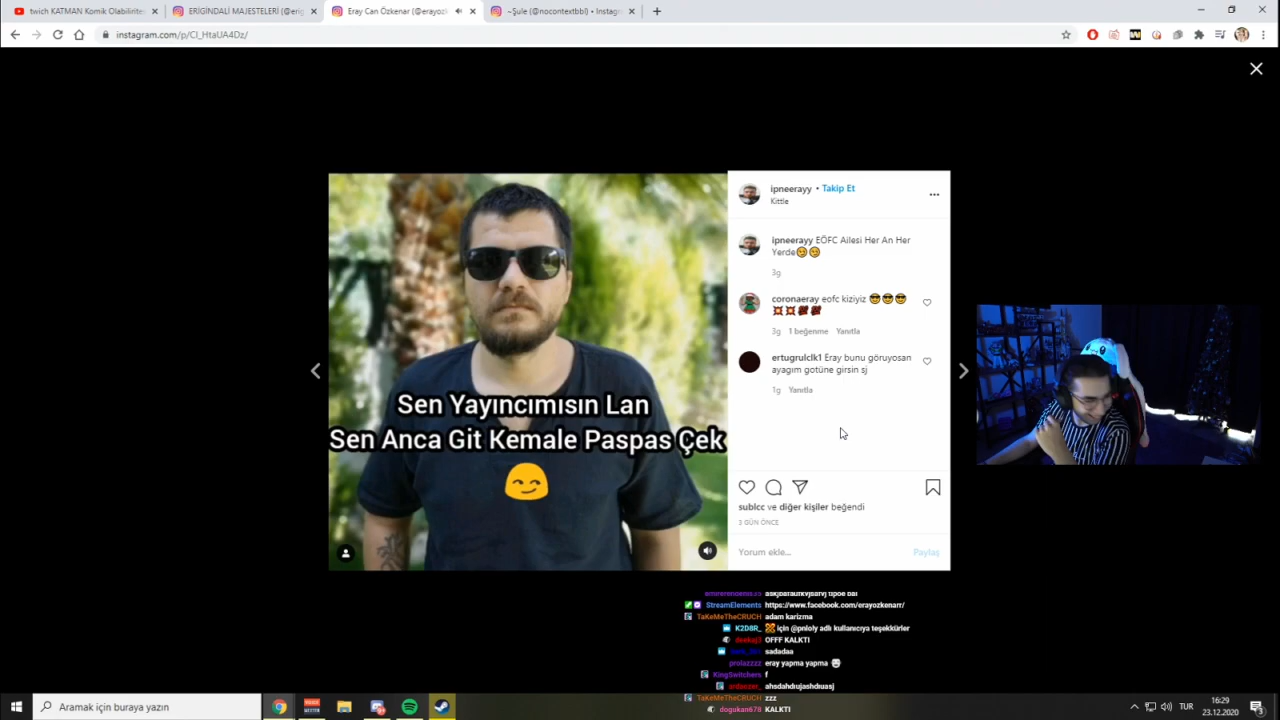 twich KATMAN Komik Olabilirites
ERİĞİNDALİ MAJESTELERİ (@erig
Eray Can Özkenar (@erayoz
~Şule (@nocontextbbl) • Instagr
instagram.com/p/CI_HtaUA4Dz/
ipneerayy • Takip Et
Kittle
ipneerayy EÖFC Ailesi Her An Her
Yerde😏😏
3g
coronaeray eofc kiziyiz 😎😎😎
💥💥
3g 1 beğenme Yanıtla
ertugrulclk1 Eray bunu göruyosan
ayagım gotüne girsin sj
1g Yanıtla
Sen Yayıncımısın Lan
Sen Anca Git Kemale Paspas Çek
😏
sublcc ve diğer kişiler beğendi
3 GÜN ÖNCE
Yorum ekle...
Paylaş
StreamElements https://www.facebook.com/erayozkenarr/
TaKeMeTheCRUCH adam karizma
K2D8R_ için @pnloly adlı kullanıcıya teşekkürler
OFFF KALKTI
sadadaa
prolazzzz eray yapma yapma
KingSwitchers f
ahsdahdıujashdıuasj
TaKeMeTheCRUCH zzz
dogukan678 KALKTI
Aramak için buraya yazın
TUR
16:29
23.12.2020
3